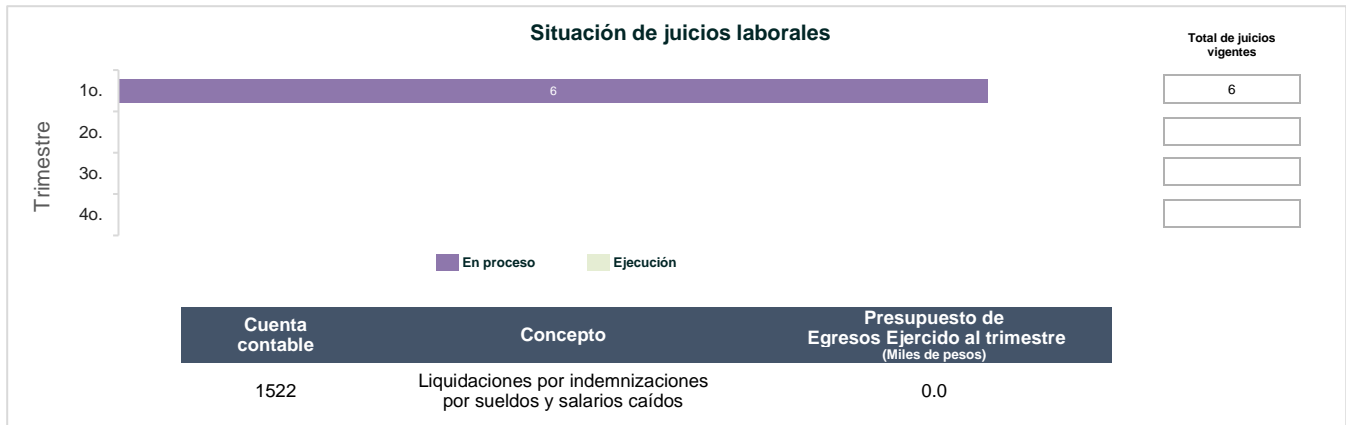 Situación de juicios laborales
Total de juicios
vigentes
Trimestre
1o.
6
6
2o.
3o.
4o.
En proceso
Ejecución
Cuenta
contable
Concepto
Presupuesto de
Egresos Ejercido al trimestre
(Miles de pesos)
1522
Liquidaciones por indemnizaciones
por sueldos y salarios caídos
0.0